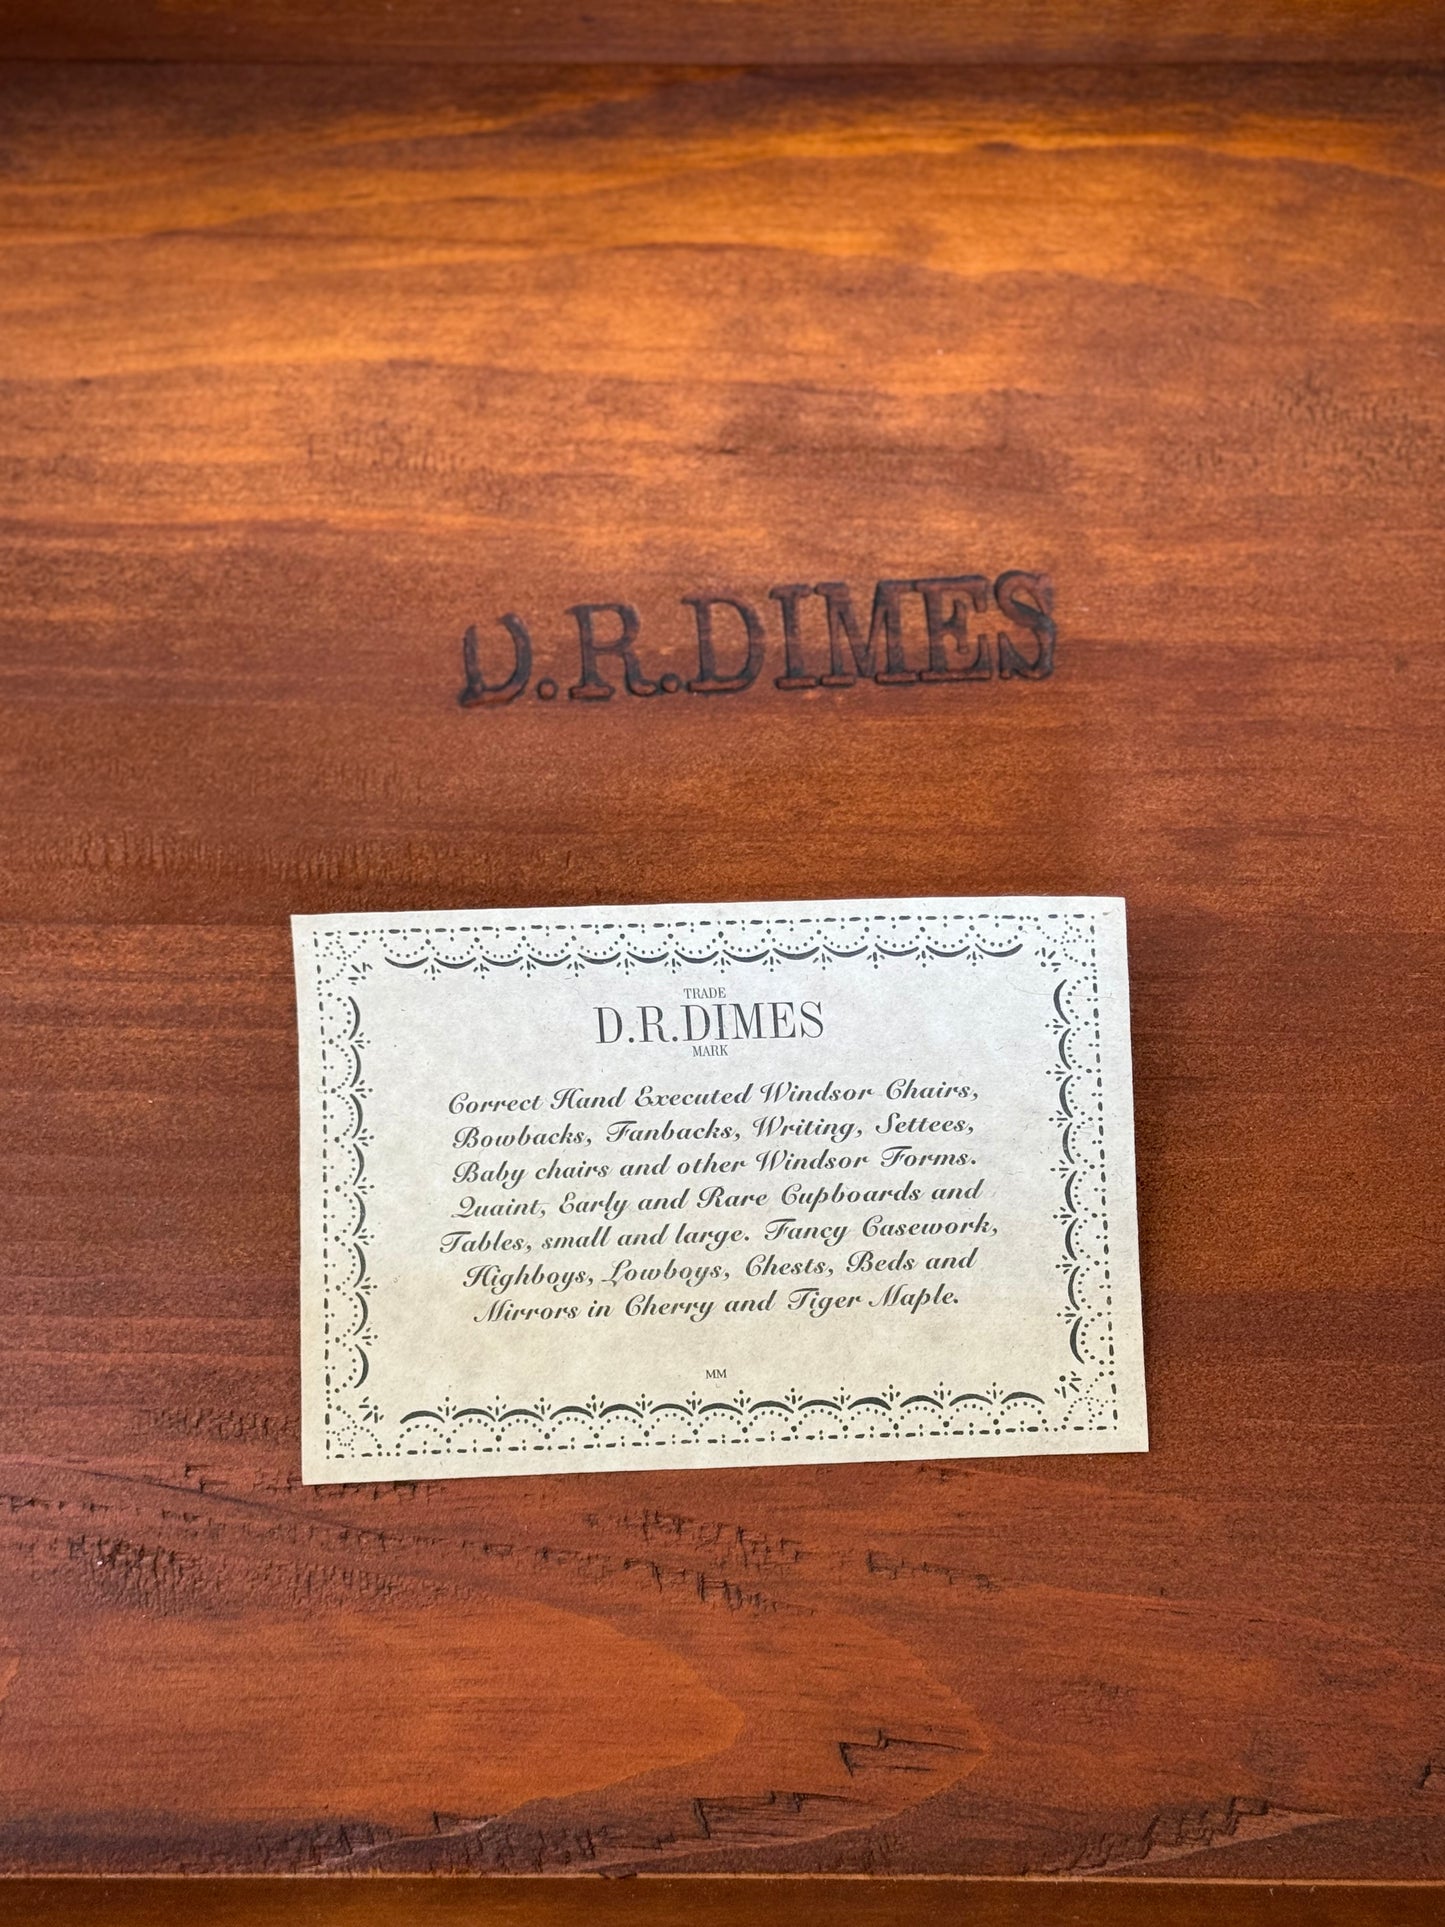 D.R.DIMES
TRADE
D.R.DIMES
MARK
Correct Hand Executed Windsor Chairs,
Bowbacks, Fanbacks, Writing, Settees,
Baby chairs and other Windsor Forms.
Quaint, Early and Rare Cupboards and
Tables, small and large. Fancy Casework,
Highboys, Lowboys, Chests, Beds and
Mirrors in Cherry and Tiger Maple.
MM